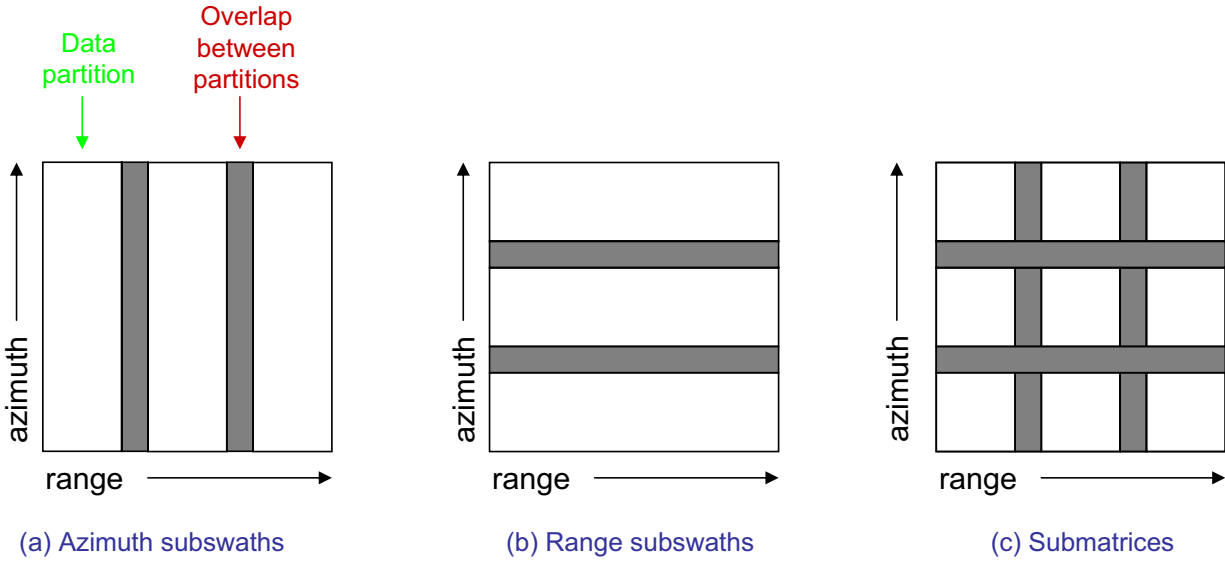 Data
partition
Overlap
between
partitions
azimuth
range
(a) Azimuth subswaths
azimuth
range
(b) Range subswaths
azimuth
range
(c) Submatrices